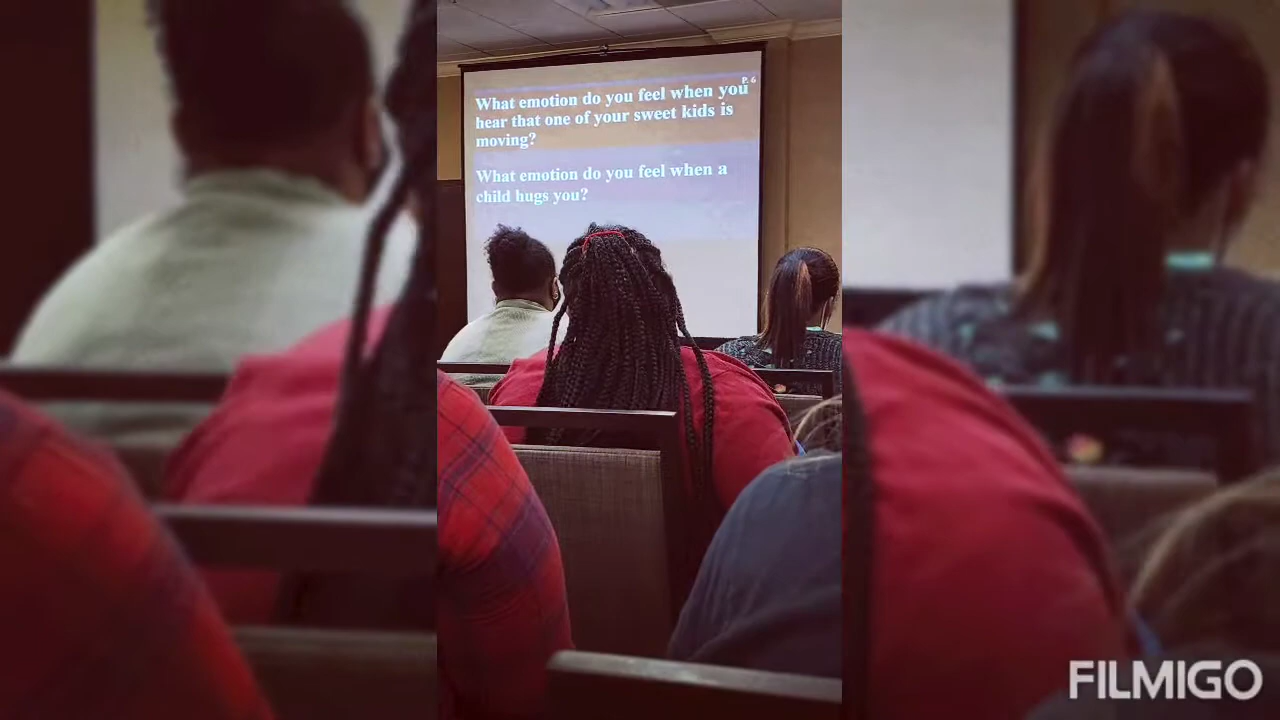 P. 6
What emotion do you feel when you
hear that one of your sweet kids is
moving?
What emotion do you feel when a
child hugs you?
FILMIGO